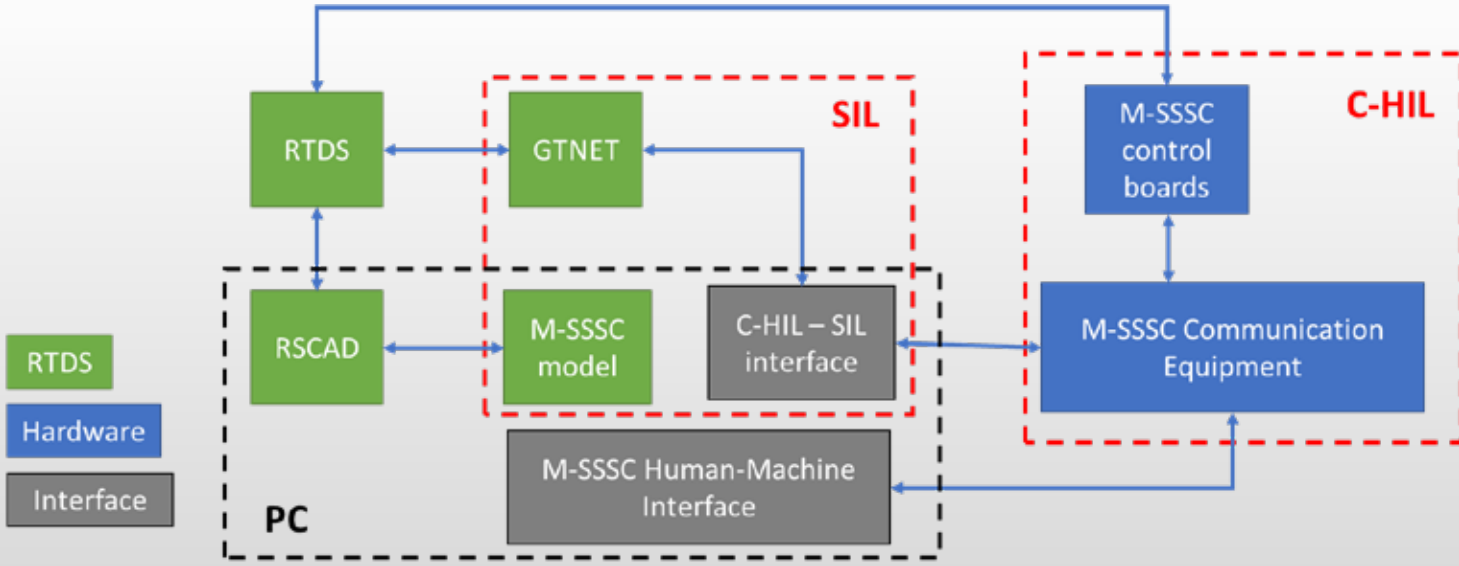 SIL
C-HIL
RTDS
GTNET
M-SSSC
control
boards
RSCAD
M-SSSC
model
C-HIL – SIL
interface
M-SSSC Communication
Equipment
RTDS
Hardware
Interface
M-SSSC Human-Machine
Interface
PC